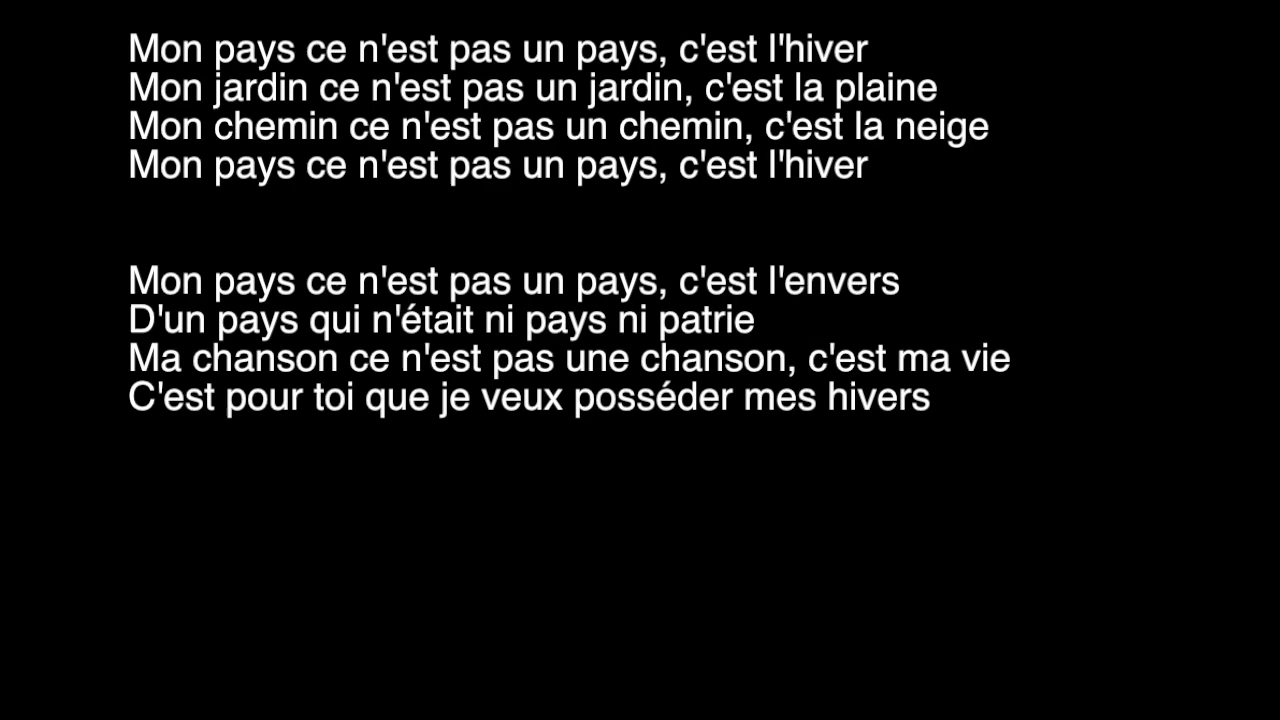 Mon pays ce n'est pas un pays, c'est l'hiver
Mon jardin ce n'est pas un jardin, c'est la plaine
Mon chemin ce n'est pas un chemin, c'est la neige
Mon pays ce n'est pas un pays, c'est l'hiver
Mon pays ce n'est pas un pays, c'est l'envers
D'un pays qui n'était ni pays ni patrie
Ma chanson ce n'est pas une chanson, c'est ma vie
C'est pour toi que je veux posséder mes hivers